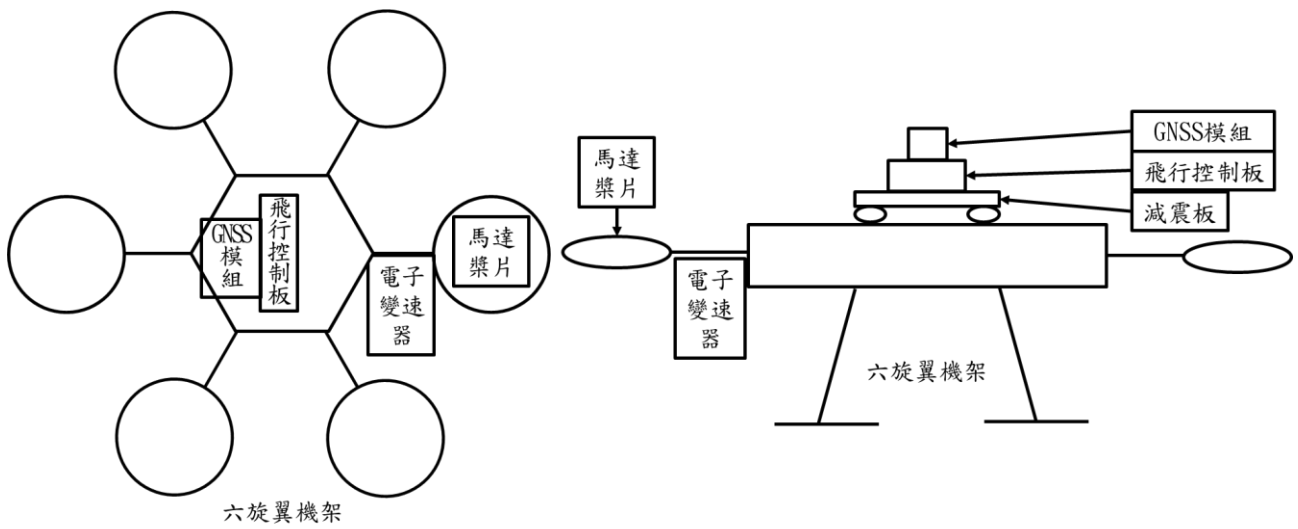 GNSS
模
組
飛
行
控
制
板
電子
變速
器
馬達
槳片
六旋翼機架
馬達
槳片
電子
變速
器
GNSS模組
飛行控制板
減震板
六旋翼機架